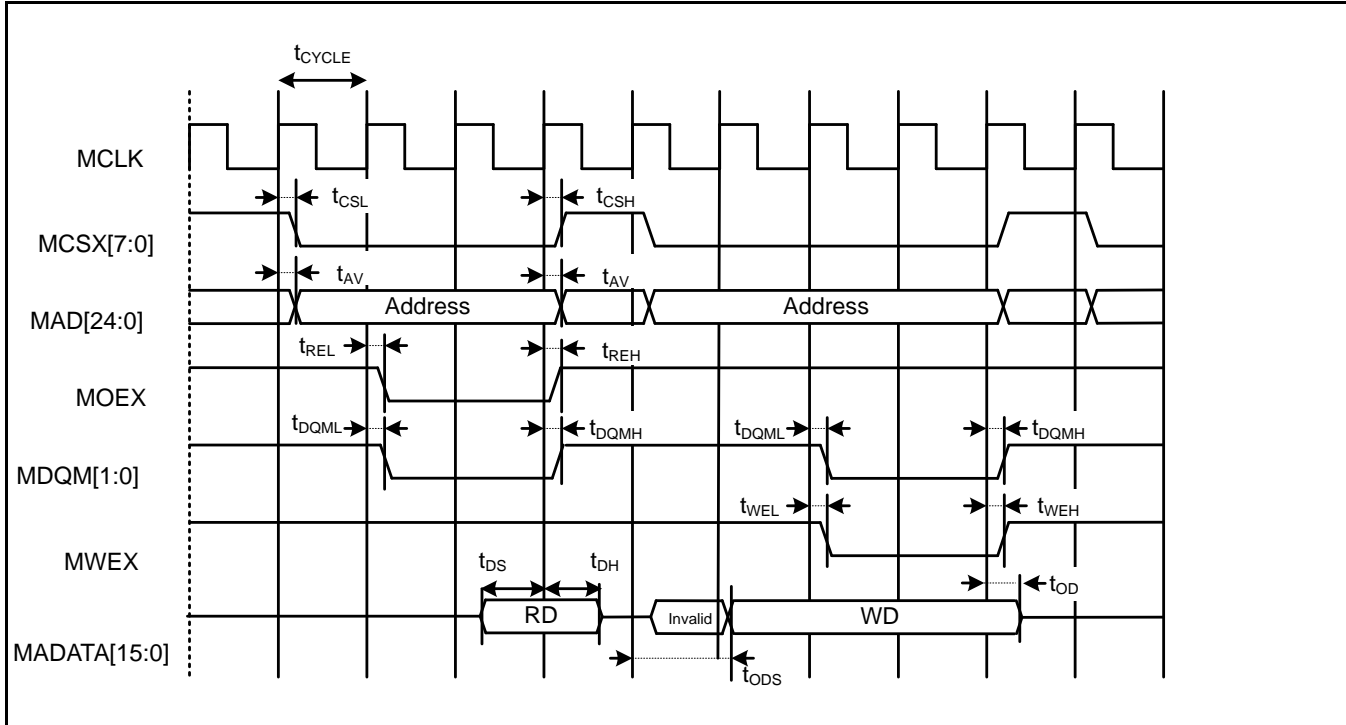 tCYCLE
MCLK
tCSL tCSH
MCSX[7:0]
tAV tAV
Address Address
MAD[24:0]
tREL tREH
MOEX
tDQML tDQMH tDQML tDQMH
MDQM[1:0]
tWEL tWEH
MWEX
tDS tDH
tOD
RD Invalid WD
MADATA[15:0]
tODS